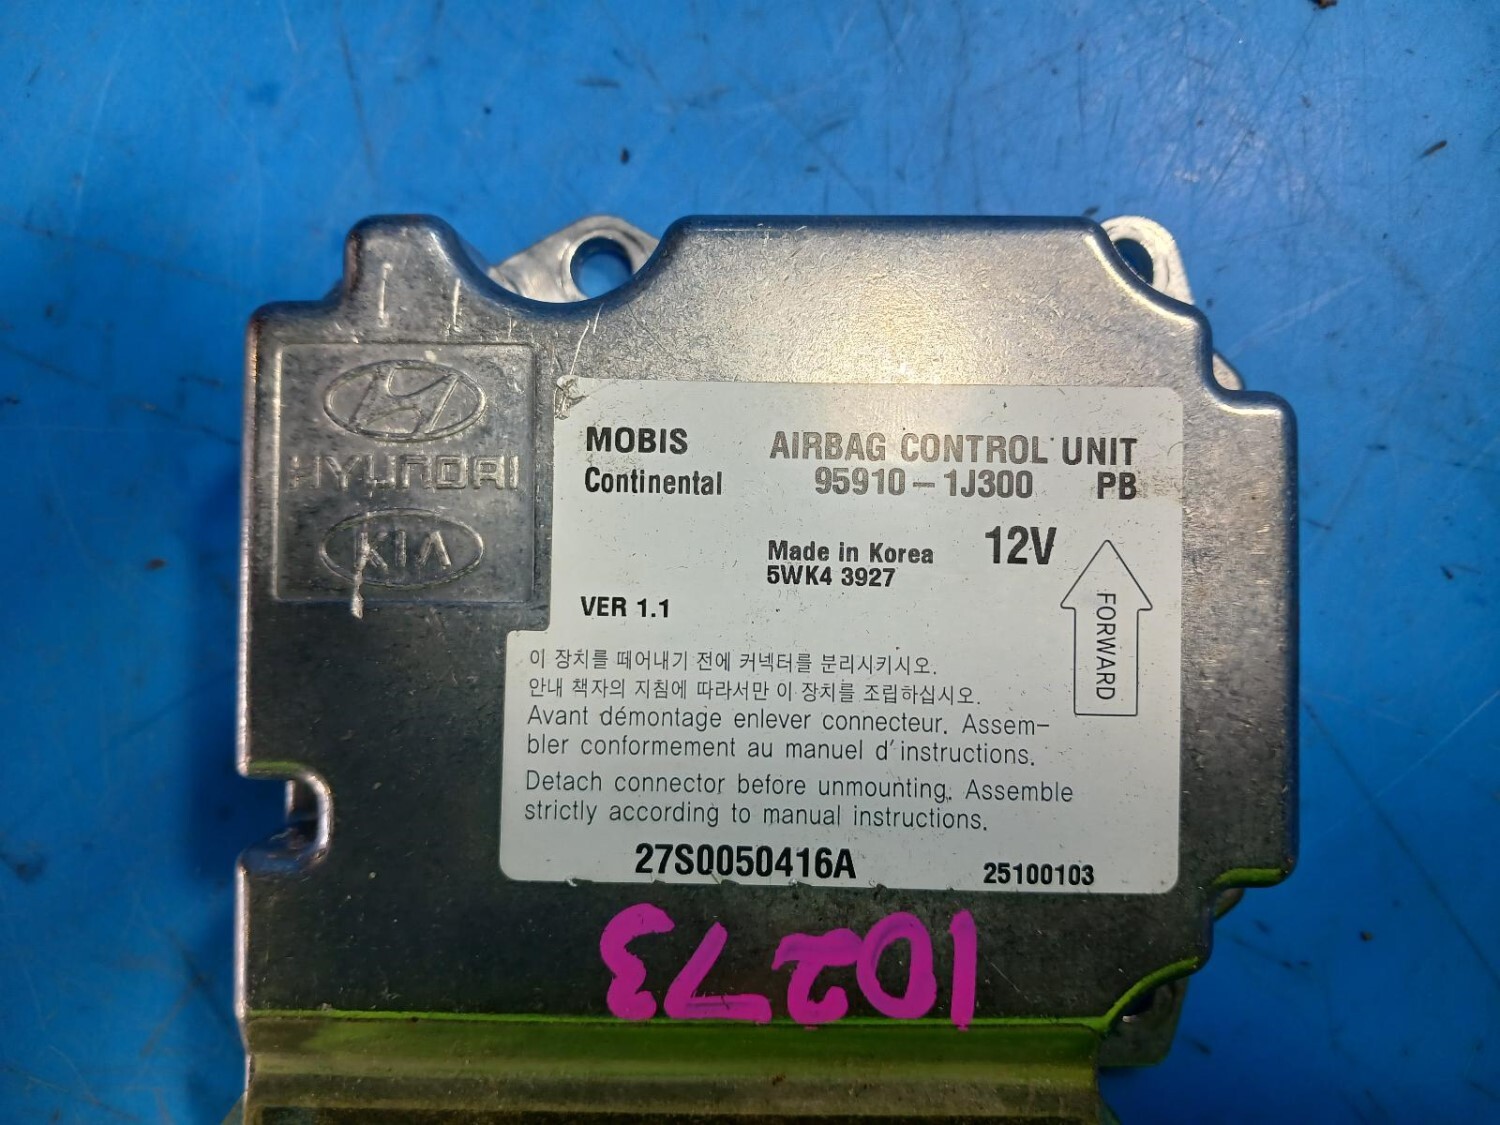 HYUNDAI
KIA
MOBIS AIRBAG CONTROL UNIT
Continental 95910-1J300 PB
Made in Korea 12V
5WK4 3927
VER 1.1
FORWARD
이 장치를 떼어내기 전에 커넥터를 분리시키시오.
안내 책자의 지침에 따라서만 이 장치를 조립하십시오.
Avant démontage enlever connecteur. Assem-
bler conformement au manuel d'instructions.
Detach connector before unmounting. Assemble
strictly according to manual instructions.
27S0050416A 25100103
10273